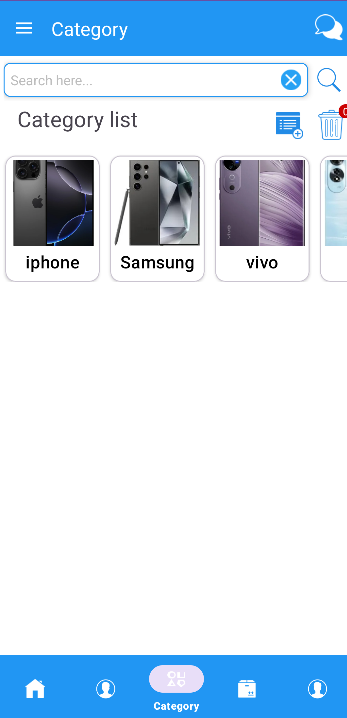 Category
Search here...
Category list
iphone
Samsung
vivo
Category